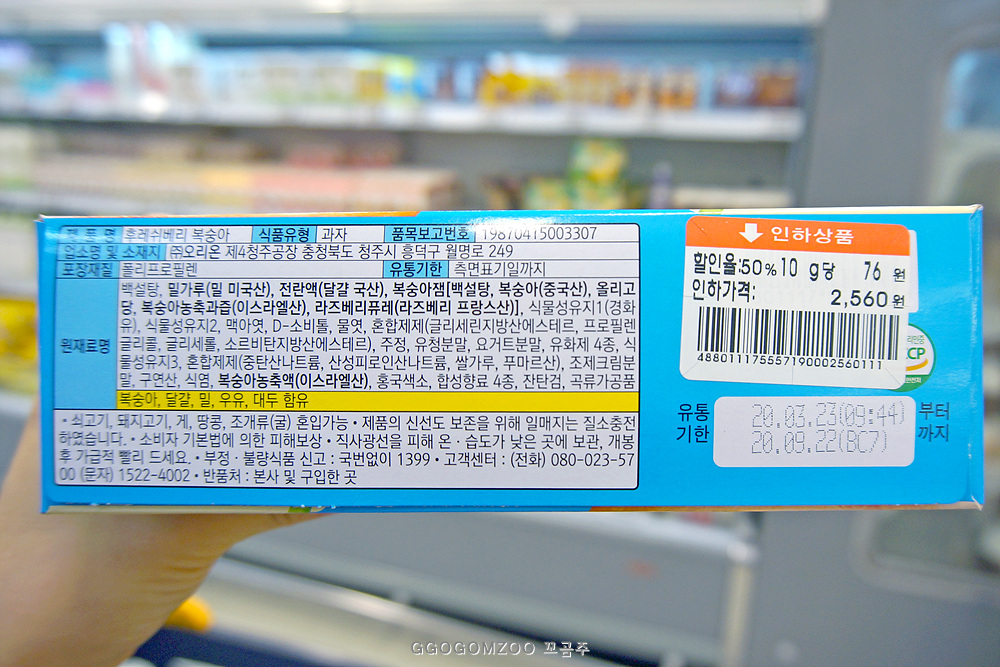 제 품 명 후레쉬베리 복숭아 식품유형 과자 품목보고번호 19870415003307
업소명 및 소재지 ㈜오리온 제4청주공장 충청북도 청주시 흥덕구 월명로 249
포장재질 폴리프로필렌 유통기한 측면표기일까지
원재료명
백설탕, 밀가루(밀 미국산), 전란액(달걀 국산), 복숭아잼[백설탕, 복숭아(중국산), 올리고
당, 복숭아농축과즙(이스라엘산), 라즈베리퓨레(라즈베리 프랑스산)], 식물성유지1(경화
유), 식물성유지2, 맥아엿, D-소비톨, 물엿, 혼합제제(글리세린지방산에스테르, 프로필렌
글리콜, 글리세롤, 소르비탄지방산에스테르), 주정, 유청분말, 요거트분말, 유화제 4종, 식
물성유지3, 혼합제제(중탄산나트륨, 산성피로인산나트륨, 쌀가루, 푸마르산), 조제크림분
말, 구연산, 식염, 복숭아농축액(이스라엘산), 홍국색소, 합성향료 4종, 잔탄검, 곡류가공품
복숭아, 달걀, 밀, 우유, 대두 함유
• 쇠고기, 돼지고기, 게, 땅콩, 조개류(굴) 혼입가능 • 제품의 신선도 보존을 위해 일매지는 질소충전
하였습니다. • 소비자 기본법에 의한 피해보상 • 직사광선을 피해 온 · 습도가 낮은 곳에 보관, 개봉
후 가급적 빨리 드세요. • 부정 · 불량식품 신고 : 국번없이 1399 • 고객센터 : (전화) 080-023-57
00 (문자) 1522-4002 • 반품처 : 본사 및 구입한 곳
인하상품
할인율:50% 10 g당 76 원
인하가격: 2,560원
4880111755571900025601​11
CP
유통
기한
20.03.23(09:44) 부터
20.09.22(BC7) 까지
GGOGOMZOO 꼬곰주